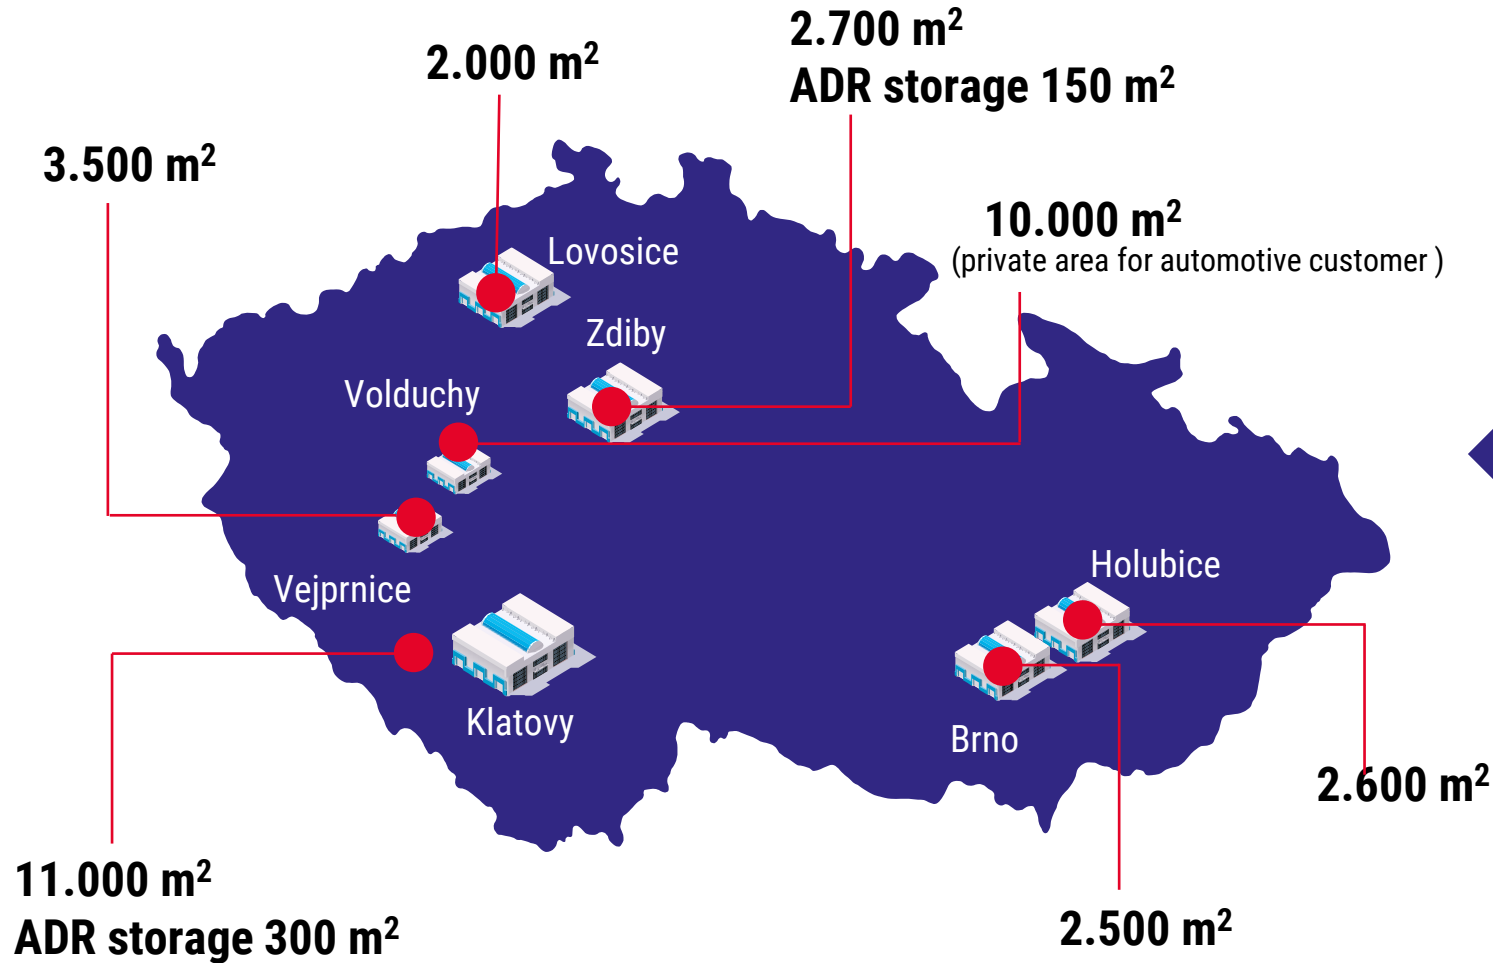 2.700 m²
ADR storage 150 m²
2.000 m²
3.500 m²
10.000 m²
(private area for automotive customer )
Lovosice
Zdiby
Volduchy
Holubice
Vejprnice
Klatovy
Brno
2.600 m²
11.000 m²
ADR storage 300 m²
2.500 m²